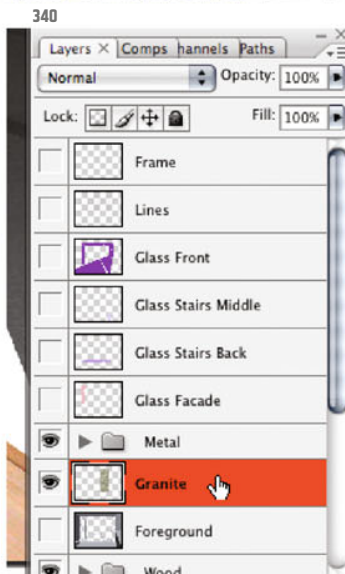 340
Layers × Comps hannels Paths
Normal Opacity: 100%
Lock: Fill: 100%
Frame
Lines
Glass Front
Glass Stairs Middle
Glass Stairs Back
Glass Facade
Metal
Granite
Foreground
Wood